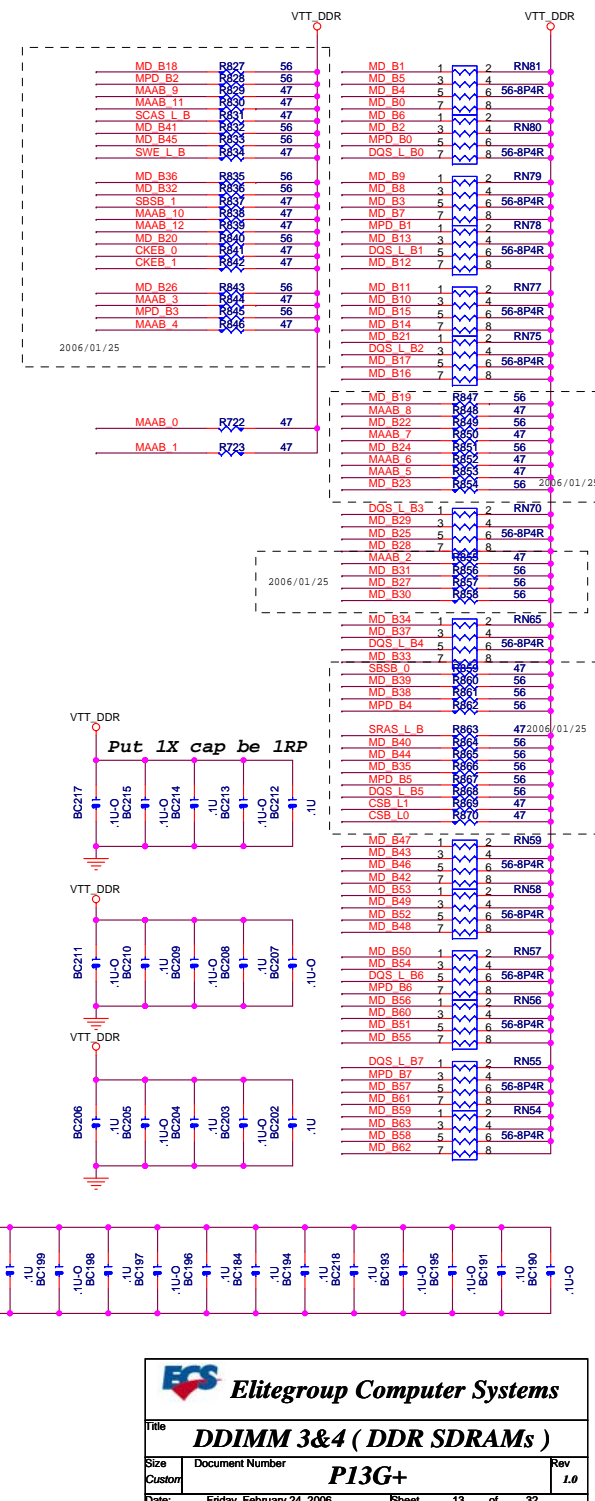 VTT_DDR
MD_B18 R827 56
MPD_B2 R828 56
MAAB_9 R829 47
MAAB_11 R830 47
SCAS_L_B R831 47
MD_B41 R832 56
MD_B45 R833 56
SWE_L_B R834 47
MD_B36 R835 56
MD_B32 R836 56
SBSB_1 R837 47
MAAB_10 R838 47
MAAB_12 R839 47
MD_B20 R840 56
CKEB_0 R841 47
CKEB_1 R842 47
MD_B26 R843 56
MAAB_3 R844 47
MPD_B3 R845 56
MAAB_4 R846 47
2006/01/25
MAAB_0 R722 47
MAAB_1 R723 47
VTT_DDR
MD_B1 1 2 RN81
MD_B5 3 4
MD_B4 5 6 56-8P4R
MD_B0 7 8
MD_B6 1 2
MD_B2 3 4 RN80
MPD_B0 5 6
DQS_L_B0 7 8 56-8P4R
MD_B9 1 2 RN79
MD_B8 3 4
MD_B3 5 6 56-8P4R
MD_B7 7 8
MPD_B1 1 2 RN78
MD_B13 3 4
DQS_L_B1 5 6 56-8P4R
MD_B12 7 8
MD_B11 1 2 RN77
MD_B10 3 4
MD_B15 5 6 56-8P4R
MD_B14 7 8
MD_B21 1 2 RN75
DQS_L_B2 3 4
MD_B17 5 6 56-8P4R
MD_B16 7 8
MD_B19 R847 56
MAAB_8 R848 47
MD_B22 R849 56
MAAB_7 R850 47
MD_B24 R851 56
MAAB_6 R852 47
MAAB_5 R853 47
MD_B23 R854 56 2006/01/25
DQS_L_B3 1 2 RN70
MD_B29 3 4
MD_B25 5 6 56-8P4R
MD_B28 7 8
MAAB_2 R855 47
MD_B31 R856 56
2006/01/25
MD_B27 R857 56
MD_B30 R858 56
MD_B34 1 2 RN65
MD_B37 3 4
DQS_L_B4 5 6 56-8P4R
MD_B33 7 8
SBSB_0 R859 47
MD_B39 R860 56
MD_B38 R861 56
MPD_B4 R862 56
SRAS_L_B R863 47 2006/01/25
MD_B40 R864 56
MD_B44 R865 56
MD_B35 R866 56
MPD_B5 R867 56
DQS_L_B5 R868 56
CSB_L1 R869 47
CSB_L0 R870 47
MD_B47 1 2 RN59
MD_B43 3 4
MD_B46 5 6 56-8P4R
MD_B42 7 8
MD_B53 1 2 RN58
MD_B49 3 4
MD_B52 5 6 56-8P4R
MD_B48 7 8
MD_B50 1 2 RN57
MD_B54 3 4
DQS_L_B6 5 6 56-8P4R
MPD_B6 7 8
MD_B56 1 2 RN56
MD_B60 3 4
MD_B51 5 6 56-8P4R
MD_B55 7 8
DQS_L_B7 1 2 RN55
MPD_B7 3 4
MD_B57 5 6 56-8P4R
MD_B61 7 8
MD_B59 1 2 RN54
MD_B63 3 4
MD_B58 5 6 56-8P4R
MD_B62 7 8
VTT_DDR
Put 1X cap be 1RP
BC217 .1U-O BC215 .1U-O BC214 .1U BC213 .1U-O BC212 .1U
VTT_DDR
BC211 .1U-O BC210 .1U BC209 .1U-O BC208 .1U BC207 .1U-O
VTT_DDR
BC206 .1U BC205 .1U-O BC204 .1U BC203 .1U-O BC202 .1U
.1U BC199 .1U-O BC198 .1U BC197 .1U-O BC196 .1U BC184 .1U BC194 .1U BC218 .1U BC193 .1U-O BC195 .1U-O BC191 .1U BC190 .1U-O
ECS Elitegroup Computer Systems
Title
DDIMM 3&4 ( DDR SDRAMs )
Size Document Number Rev
Custom P13G+ 1.0
Date: Friday, February 24, 2006 Sheet 13 of 32